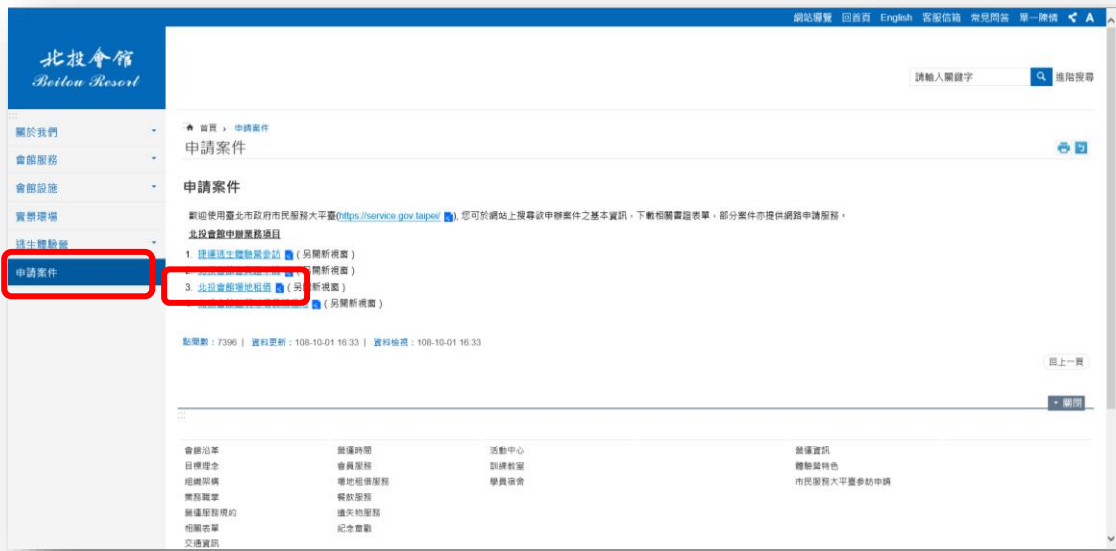 網站導覽 回首頁 English 客服信箱 常見問答 單一陳情 A
北投會館
Beitou Resort
請輸入關鍵字 進階搜尋
:::
關於我們
首頁 › 申請案件
申請案件
會館服務
會館設施
申請案件
實景環場
歡迎使用臺北市政府市民服務大平臺(https://service.gov.taipei/ ), 您可於網站上搜尋欲申辦案件之基本資訊，下載相關書證表單，部分案件亦提供網路申請服務。
北投會館申辦業務項目
逃生體驗營
1. 捷運逃生體驗營參訪 ( 另開新視窗 )
申請案件
( 另開新視窗 )
3. 北投會館場地租借 ( 另開新視窗 )
( 另開新視窗 )
點閱數：7396 | 資料更新：108-10-01 16:33 | 資料檢視：108-10-01 16:33
回上一頁
關閉
:::
會館沿革 營運時間 活動中心 營運資訊
目標理念 會員服務 訓練教室 體驗營特色
組織架構 場地租借服務 學員宿舍 市民服務大平臺參訪申請
業務職掌 餐飲服務
營運服務規約 遺失物服務
相關表單 紀念章戳
交通資訊